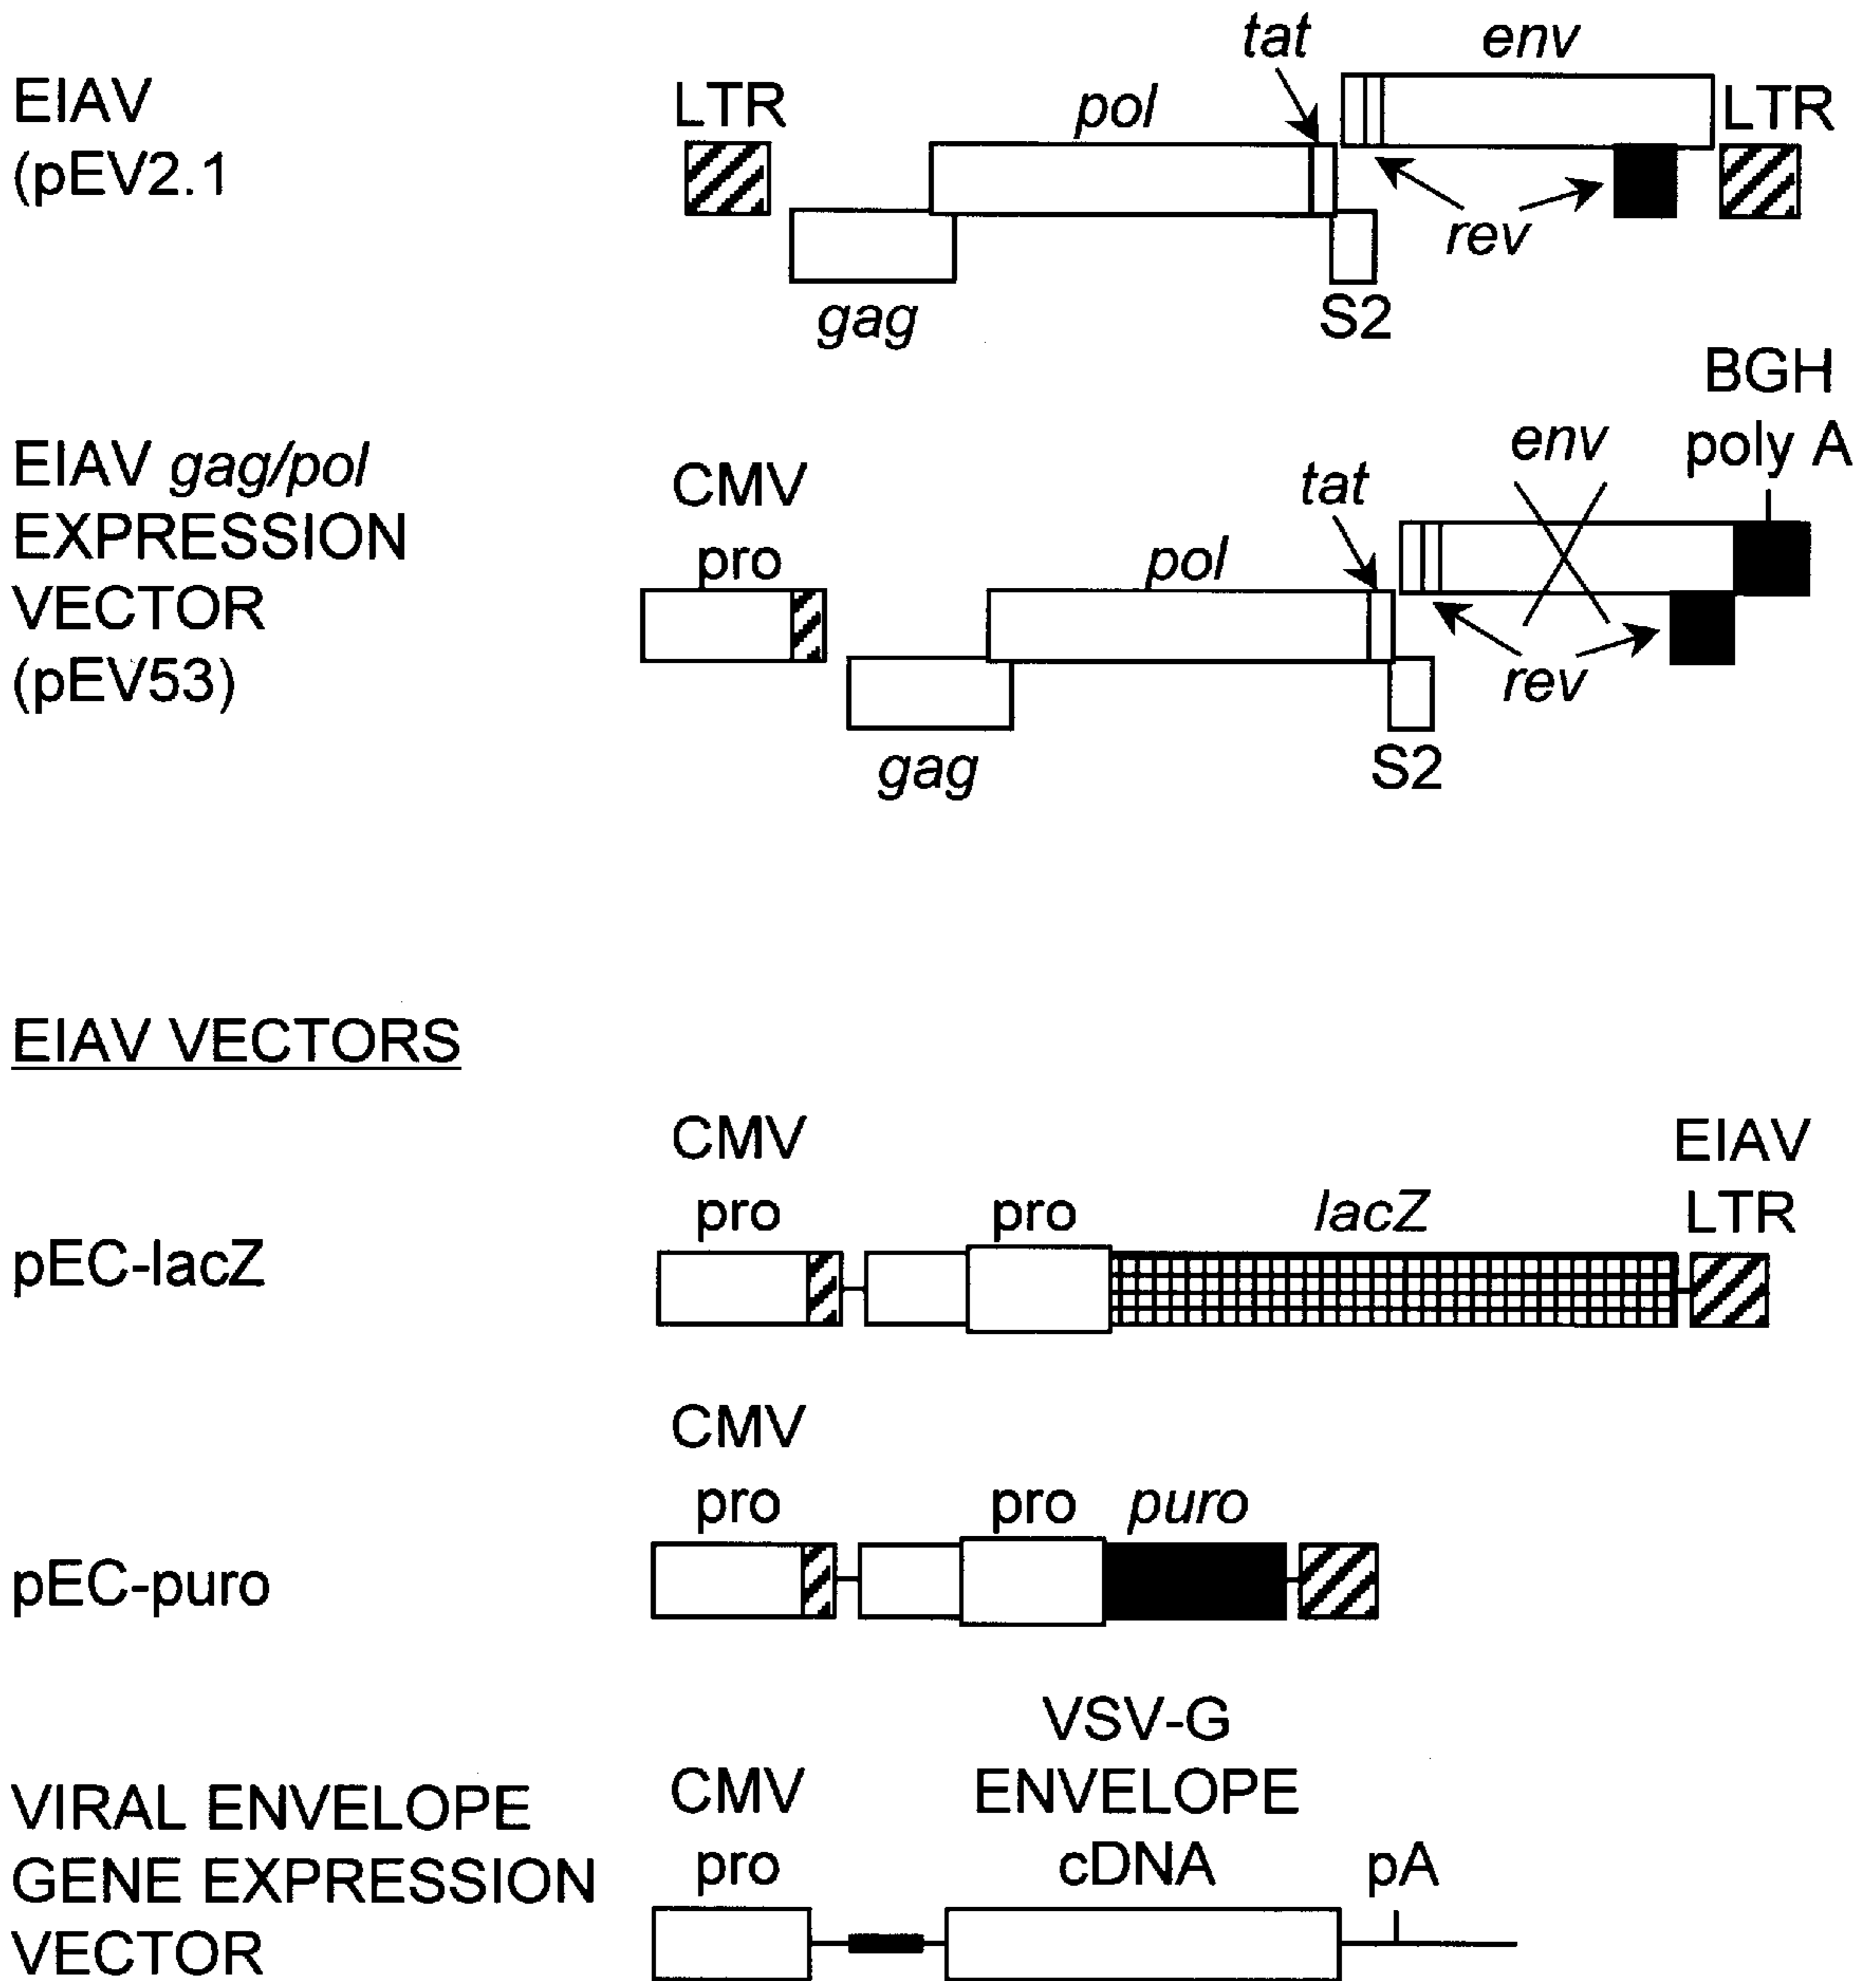 EIAV
(pEV2.1
LTR
gag
pol
tat
S2
env
rev
LTR
EIAV gag/pol
EXPRESSION
VECTOR
(pEV53)
CMV
pro
gag
pol
tat
S2
env
rev
BGH
poly A
EIAV VECTORS
pEC-lacZ
CMV
pro
pro
lacZ
EIAV
LTR
pEC-puro
CMV
pro
pro
puro
VIRAL ENVELOPE
GENE EXPRESSION
VECTOR
CMV
pro
VSV-G
ENVELOPE
cDNA
pA